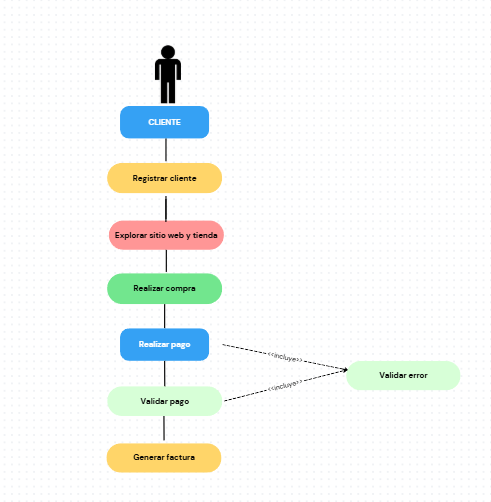 CLIENTE
Registrar cliente
Explorar sitio web y tienda
Realizar compra
Realizar pago
<<incluye>>
Validar error
<<incluye>>
Validar pago
Generar factura